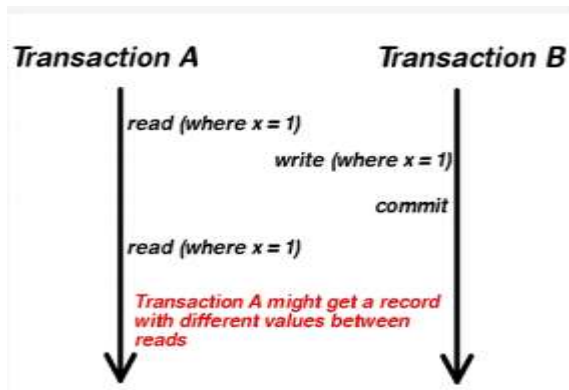 Transaction A
Transaction B
read (where x = 1)
write (where x = 1)
commit
read (where x = 1)
Transaction A might get a record
with different values between
reads